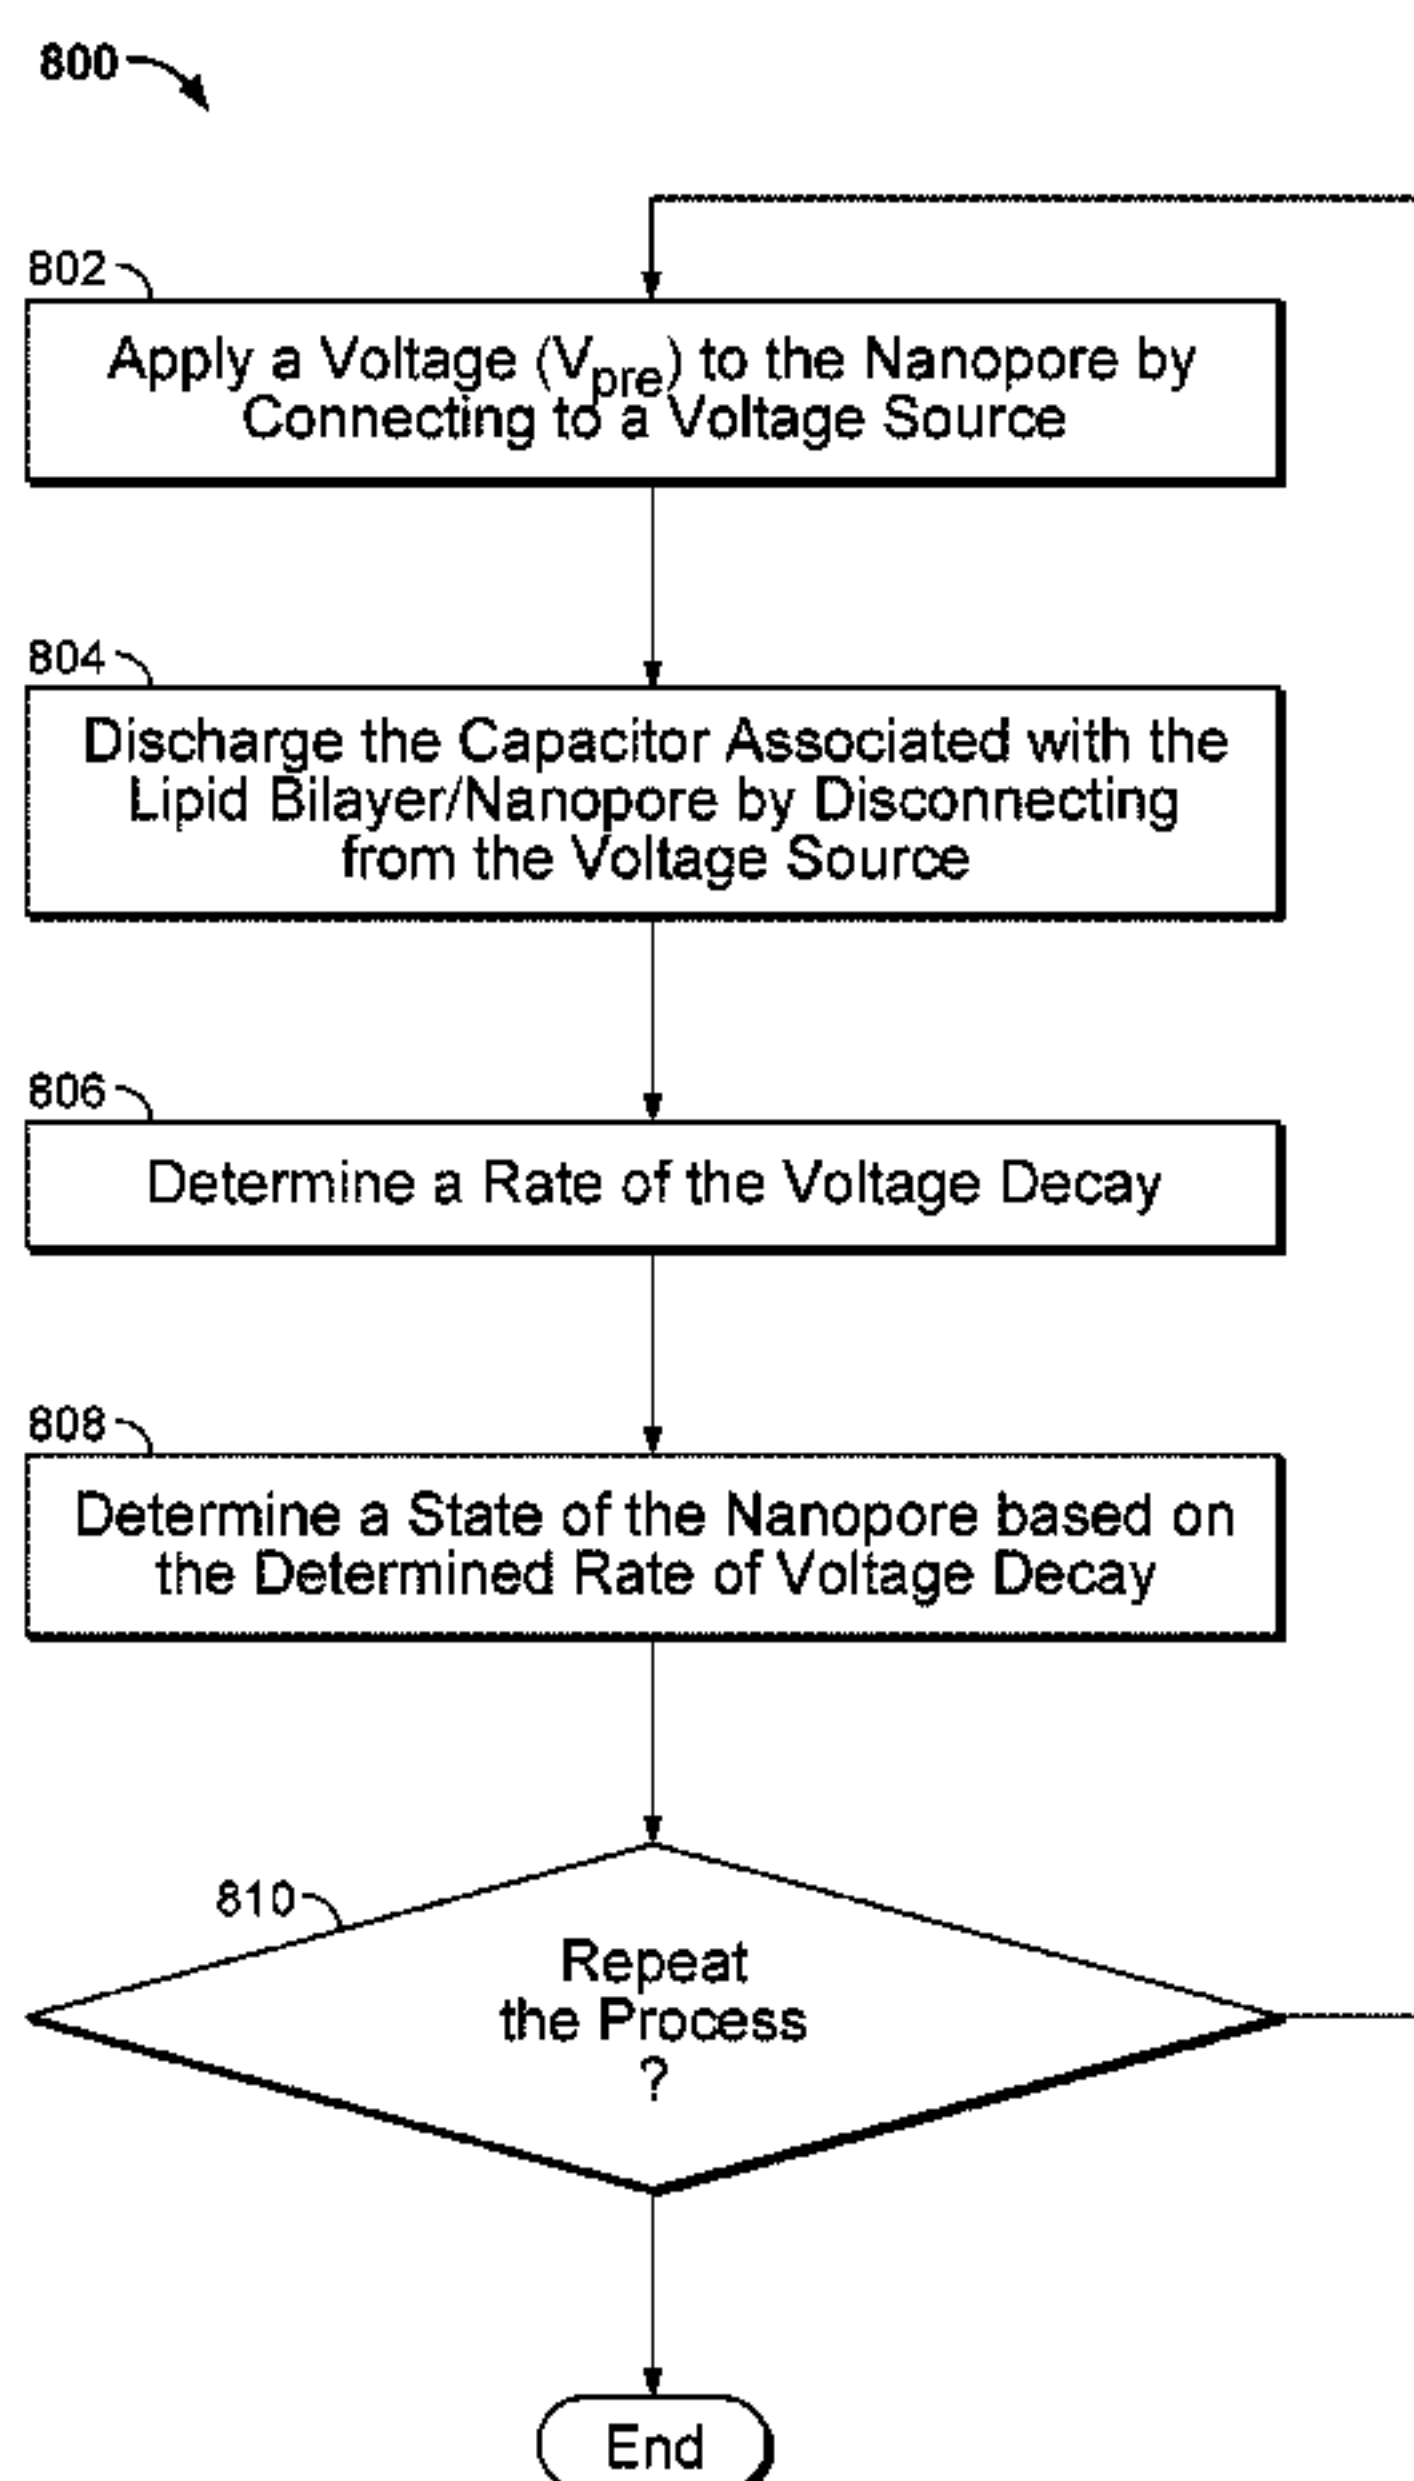 800
802
Apply a Voltage (Vpre) to the Nanopore by
Connecting to a Voltage Source
804
Discharge the Capacitor Associated with the
Lipid Bilayer/Nanopore by Disconnecting
from the Voltage Source
806
Determine a Rate of the Voltage Decay
808
Determine a State of the Nanopore based on
the Determined Rate of Voltage Decay
810
Repeat
the Process
?
End